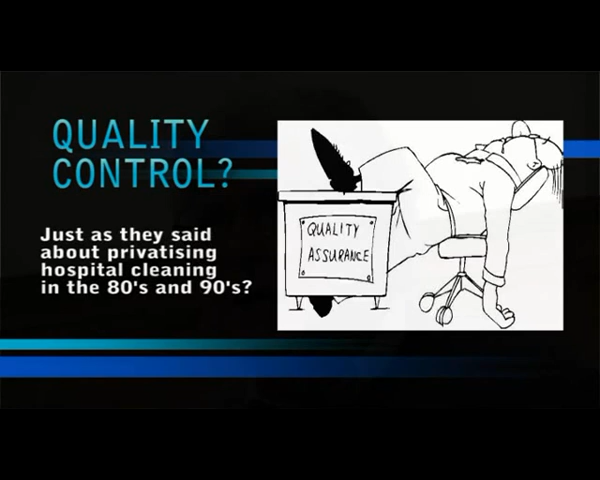 QUALITY
CONTROL?
Just as they said
about privatising
hospital cleaning
in the 80's and 90's?
QUALITY
ASSURANCE